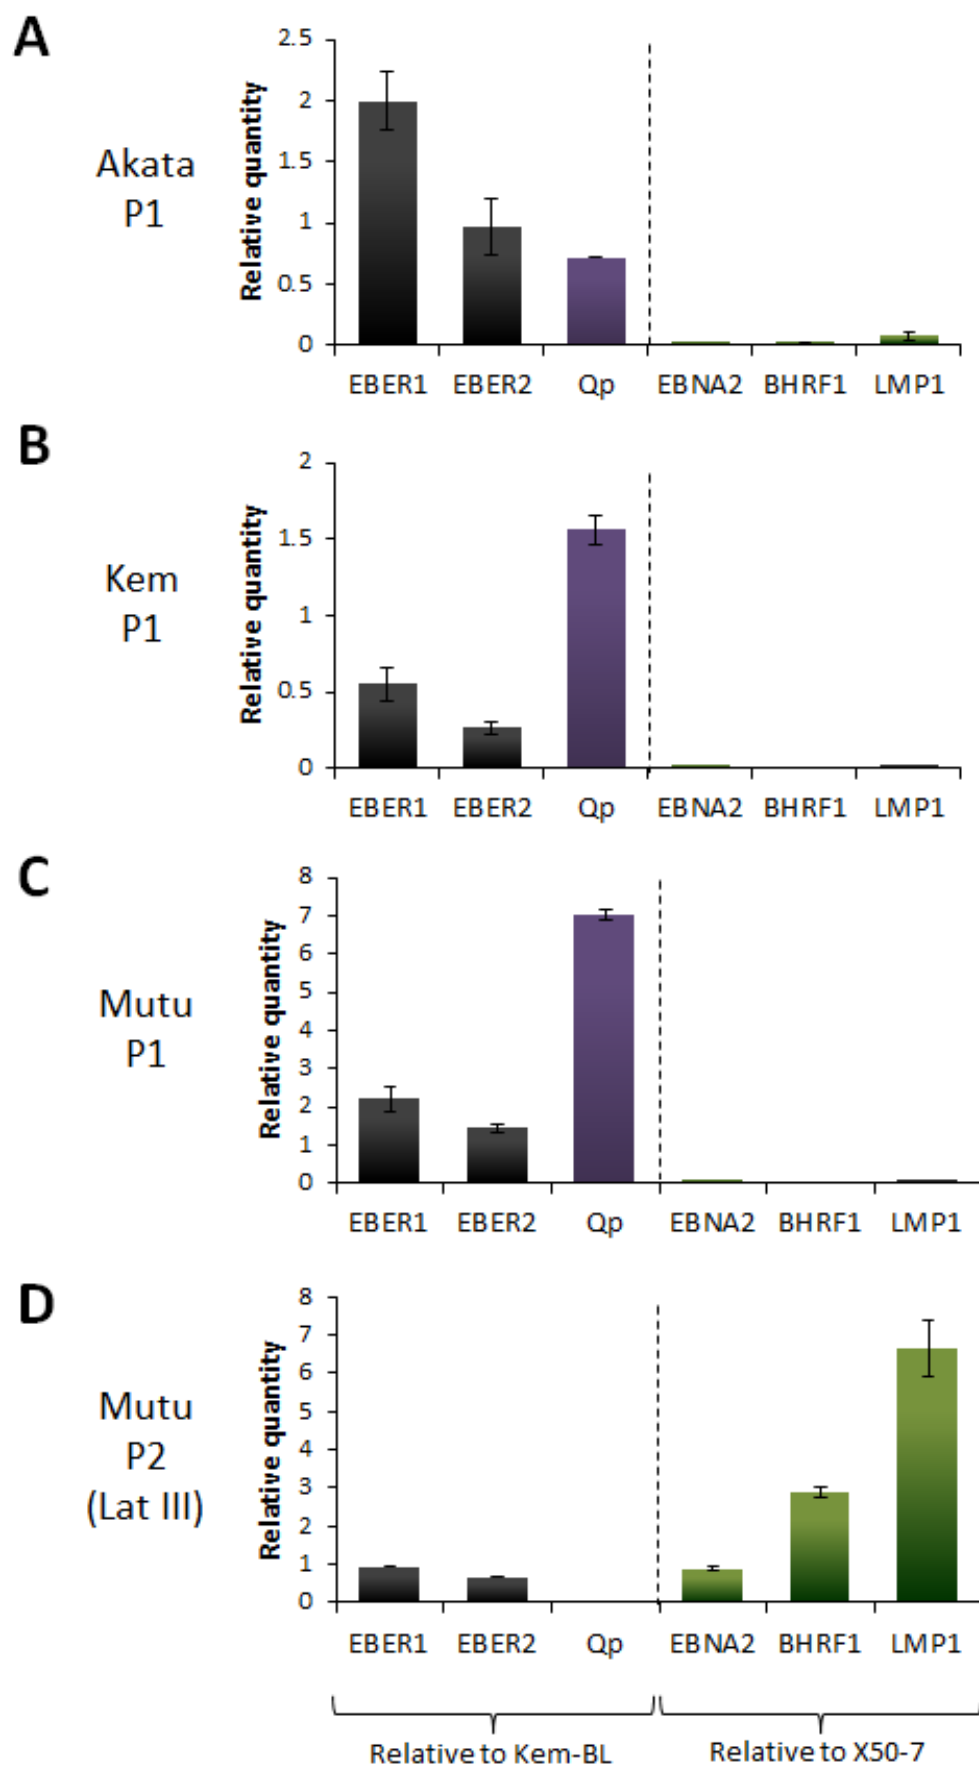 A
Akata
P1
Relative quantity
2.5
2
1.5
1
0.5
0
EBER1 EBER2 Qp EBNA2 BHRF1 LMP1
B
Kem
P1
Relative quantity
2
1.5
1
0.5
0
EBER1 EBER2 Qp EBNA2 BHRF1 LMP1
C
Mutu
P1
Relative quantity
8
7
6
5
4
3
2
1
0
EBER1 EBER2 Qp EBNA2 BHRF1 LMP1
D
Mutu
P2
(Lat III)
Relative quantity
8
7
6
5
4
3
2
1
0
EBER1 EBER2 Qp EBNA2 BHRF1 LMP1
Relative to Kem-BL Relative to X50-7